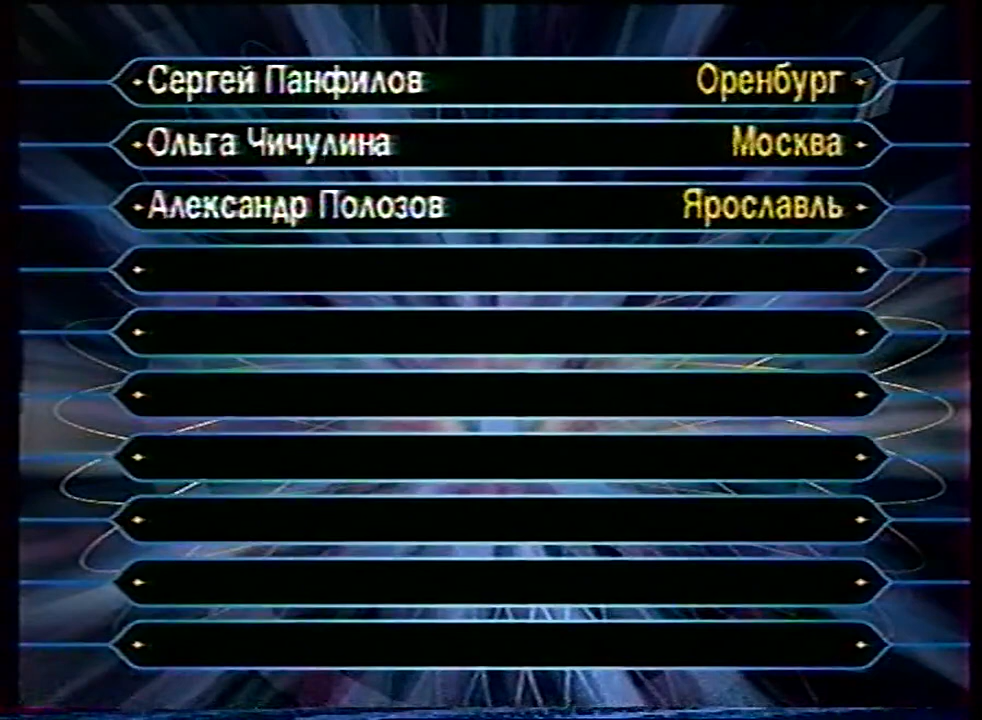 Сергей Панфилов Оренбург
Ольга Чичулина Москва
Александр Полозов Ярославль